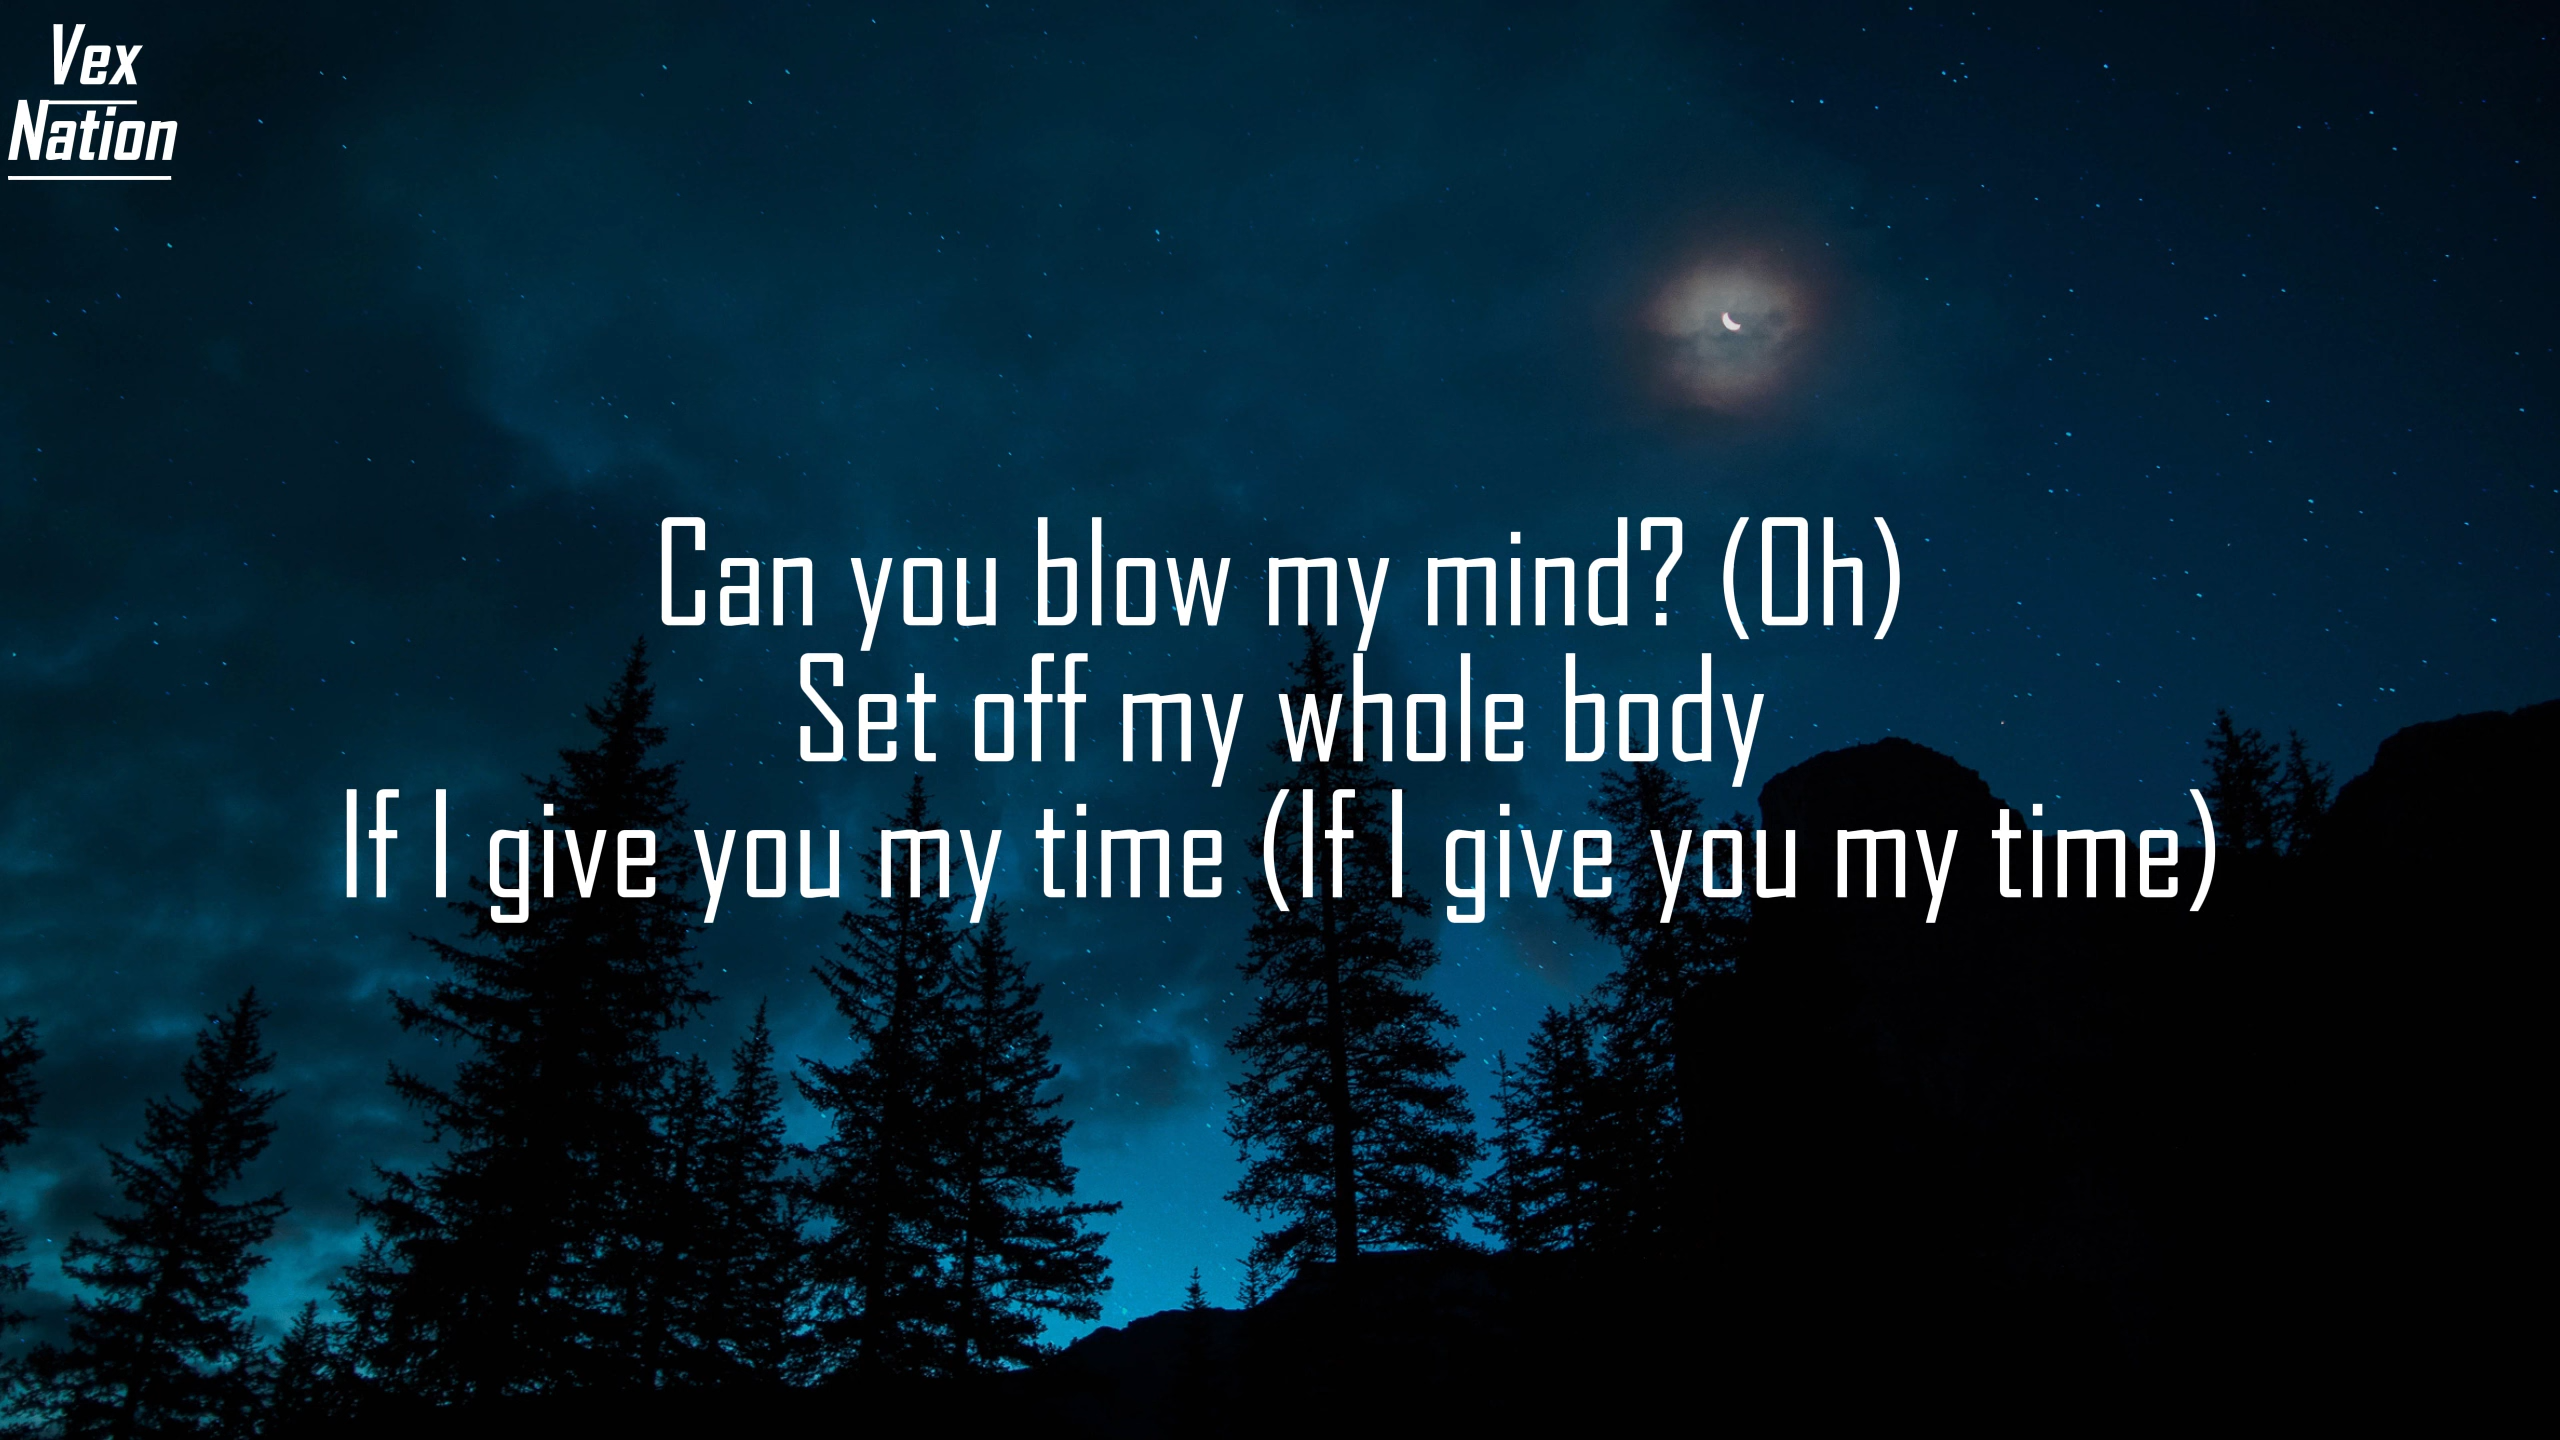 Vex
Nation
Can you blow my mind? (Oh)
Set off my whole body
If I give you my time (If I give you my time)